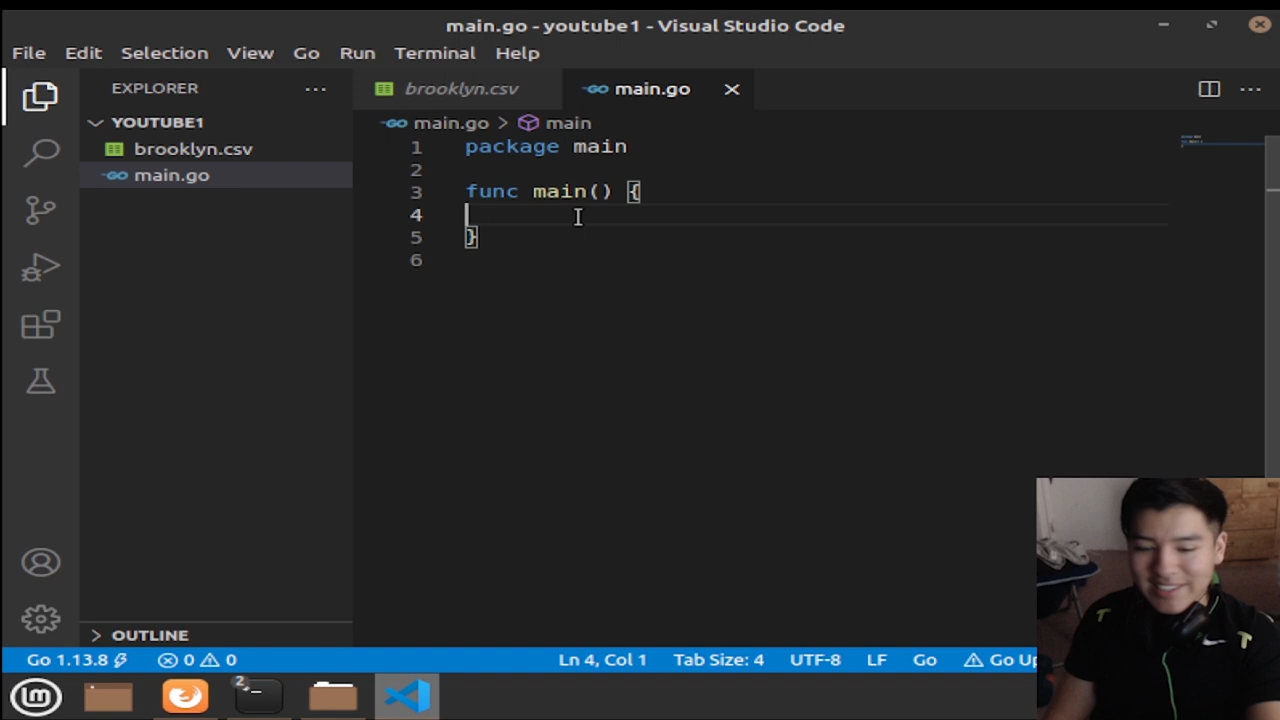 main.go - youtube1 - Visual Studio Code
File Edit Selection View Go Run Terminal Help
EXPLORER ...
brooklyn.csv
main.go
YOUTUBE1
brooklyn.csv
main.go
main.go > main
1 package main
2
3 func main() {
4
5 }
6
OUTLINE
Go 1.13.8 0 0 Ln 4, Col 1 Tab Size: 4 UTF-8 LF Go Go Up
2